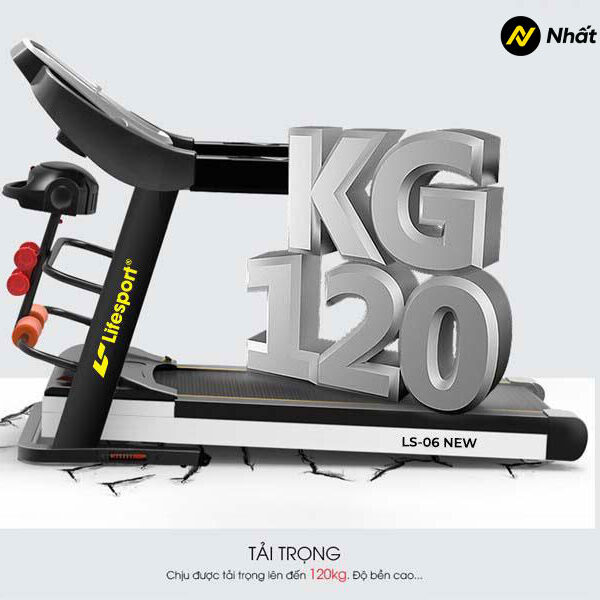 Nhất
KG
120
Lifesport®
LS-06 NEW
TẢI TRỌNG
Chịu được tải trọng lên đến 120kg. Độ bền cao...